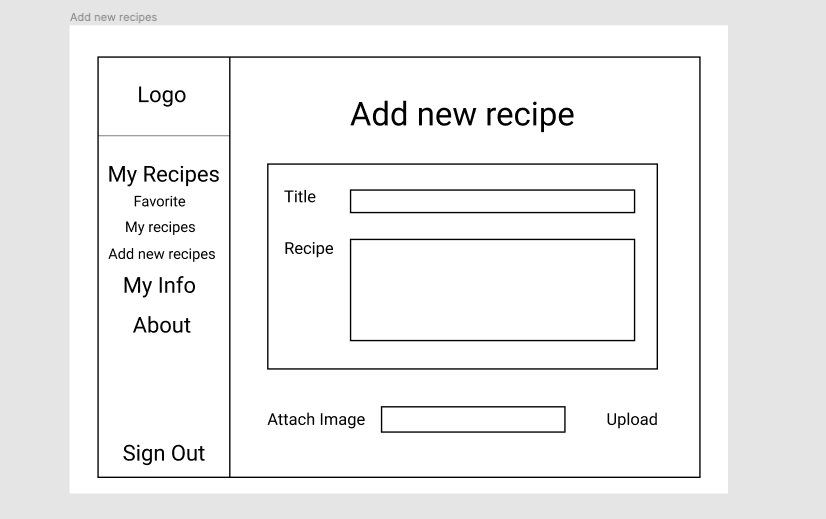 Add new recipes
Logo
My Recipes
Favorite
My recipes
Add new recipes
My Info
About
Sign Out
Add new recipe
Title
Recipe
Attach Image
Upload